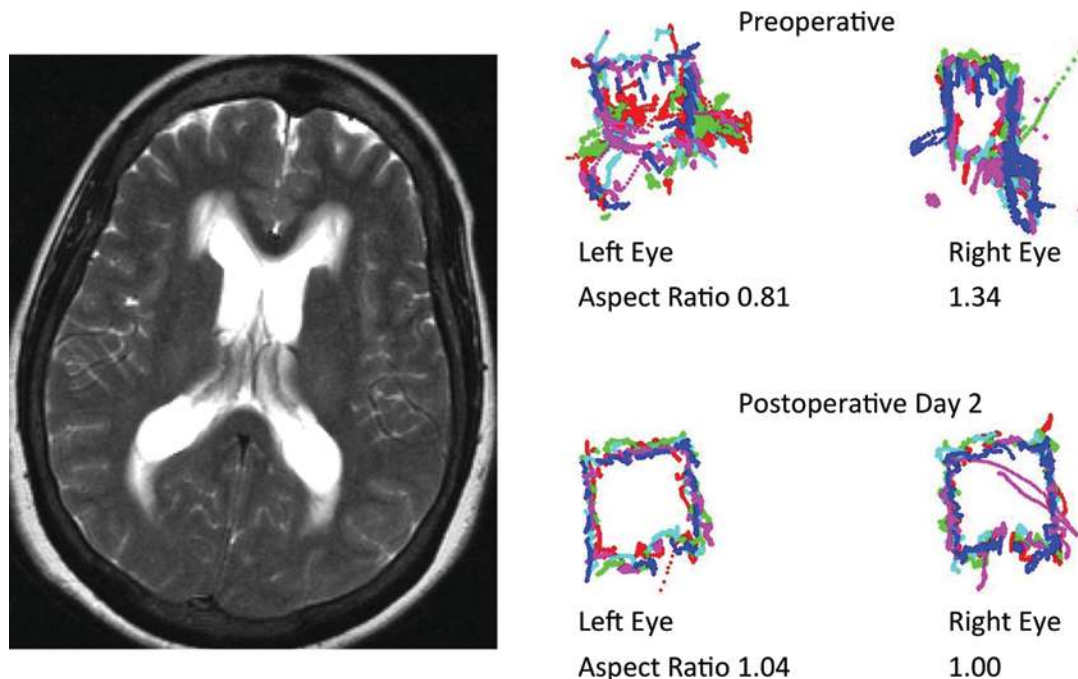 Preoperative
Left Eye
Right Eye
Aspect Ratio 0.81
1.34
Postoperative Day 2
Left Eye
Right Eye
Aspect Ratio 1.04
1.00